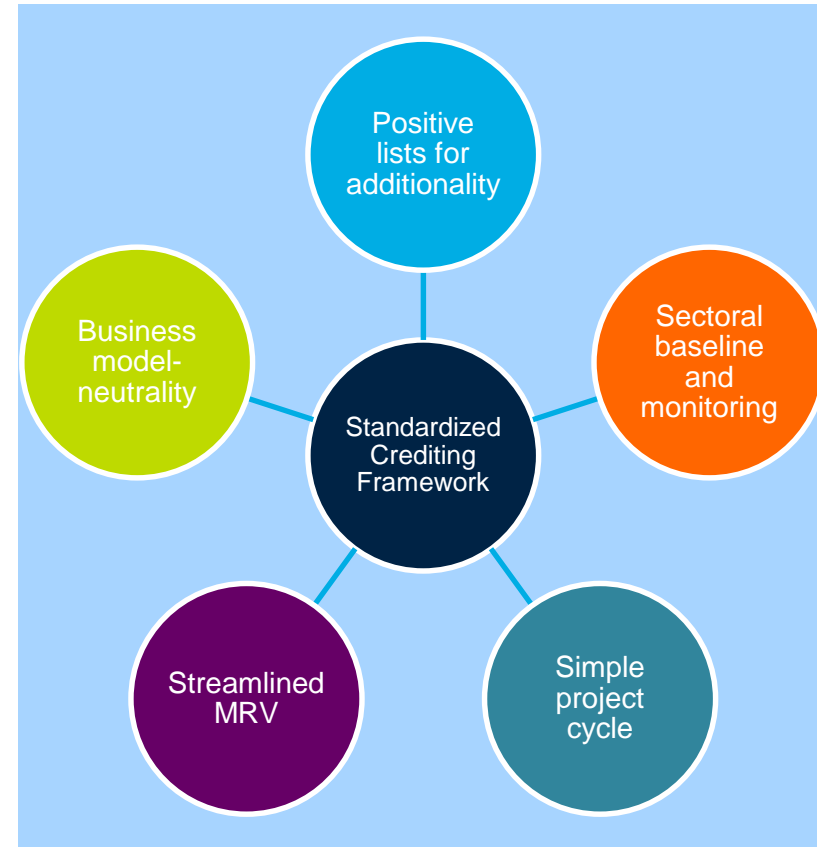 Positive
lists for
additionality
Business
model-
neutrality
Sectoral
baseline
and
monitoring
Standardized
Crediting
Framework
Streamlined
MRV
Simple
project
cycle